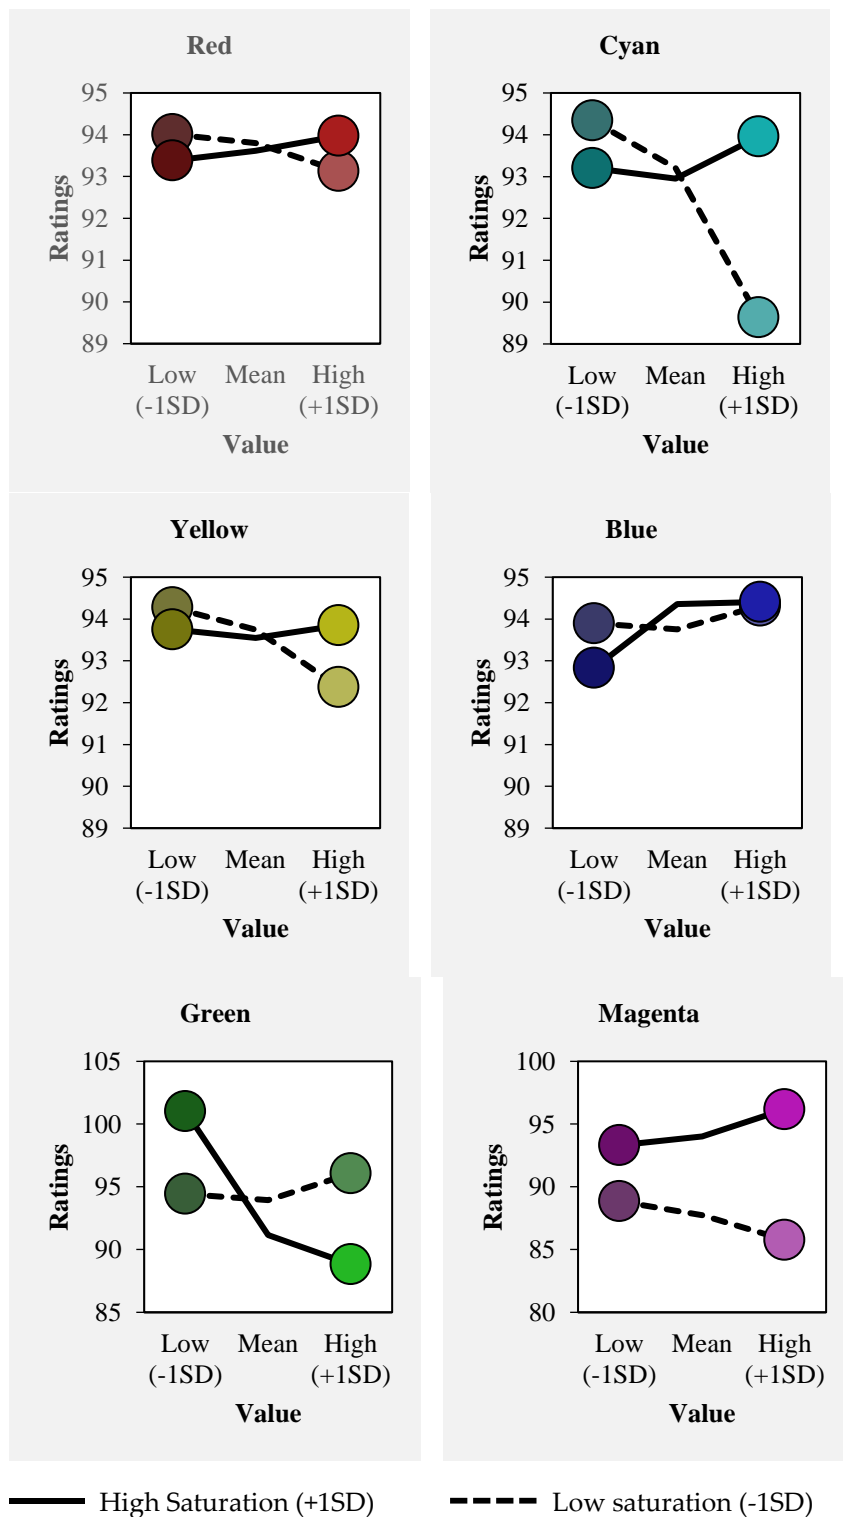 Red
95
94
93
92
91
90
89
Ratings
Low Mean High
(-1SD) (+1SD)
Value
Cyan
95
94
93
92
91
90
89
Ratings
Low Mean High
(-1SD) (+1SD)
Value
Yellow
95
94
93
92
91
90
89
Ratings
Low Mean High
(-1SD) (+1SD)
Value
Blue
95
94
93
92
91
90
89
Ratings
Low Mean High
(-1SD) (+1SD)
Value
Green
105
100
95
90
85
Ratings
Low Mean High
(-1SD) (+1SD)
Value
Magenta
100
95
90
85
80
Ratings
Low Mean High
(-1SD) (+1SD)
Value
High Saturation (+1SD)
Low saturation (-1SD)